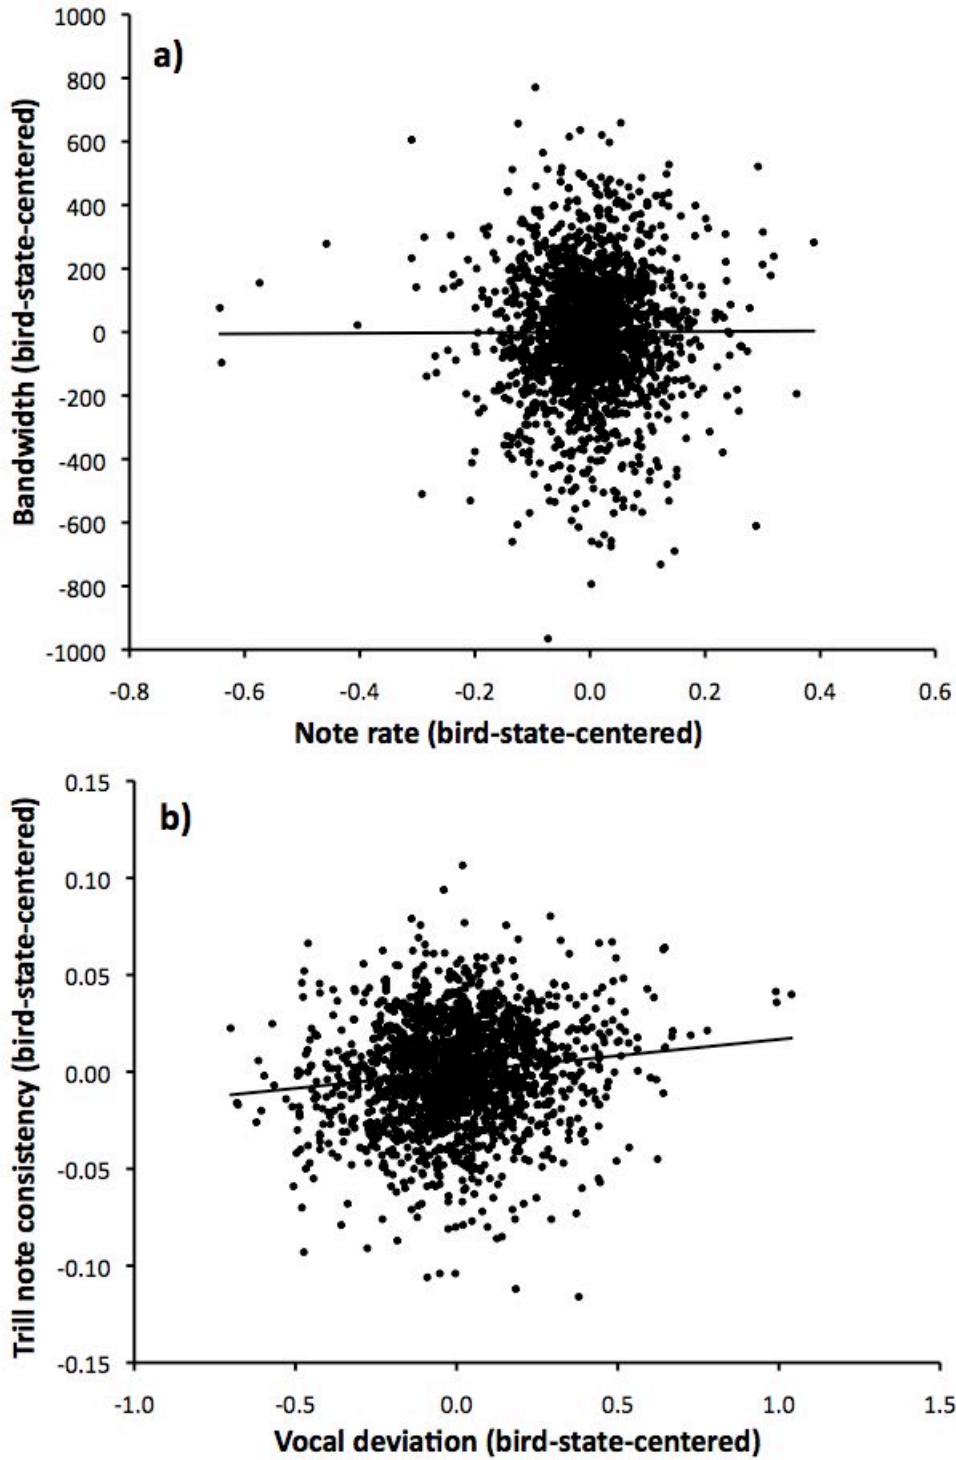 a)
1000
800
600
400
200
0
-200
-400
-600
-800
-1000
Bandwidth (bird-state-centered)
-0.8 -0.6 -0.4 -0.2 0.0 0.2 0.4 0.6
Note rate (bird-state-centered)
b)
0.15
0.10
0.05
0.00
-0.05
-0.10
-0.15
Trill note consistency (bird-state-centered)
-1.0 -0.5 0.0 0.5 1.0 1.5
Vocal deviation (bird-state-centered)